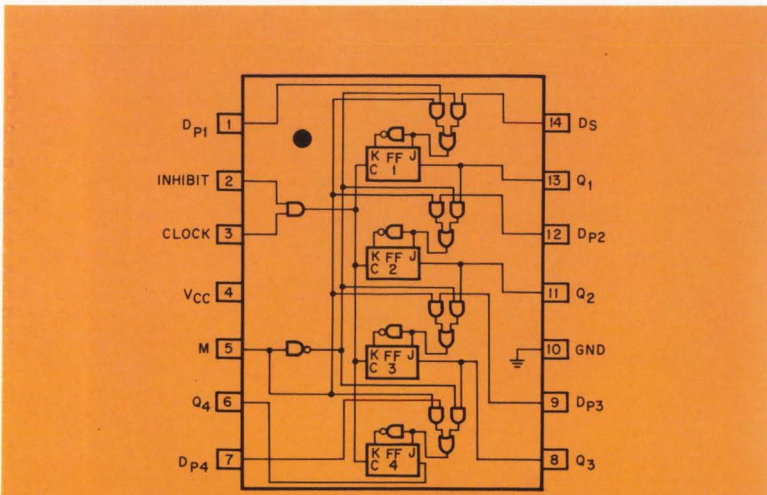 DP1 1
INHIBIT 2
CLOCK 3
VCC 4
M 5
Q4 6
DP4 7
14 DS
13 Q1
12 DP2
11 Q2
10 GND
9 DP3
8 Q3
K FF J
C 1
K FF J
C 2
K FF J
C 3
K FF J
C 4